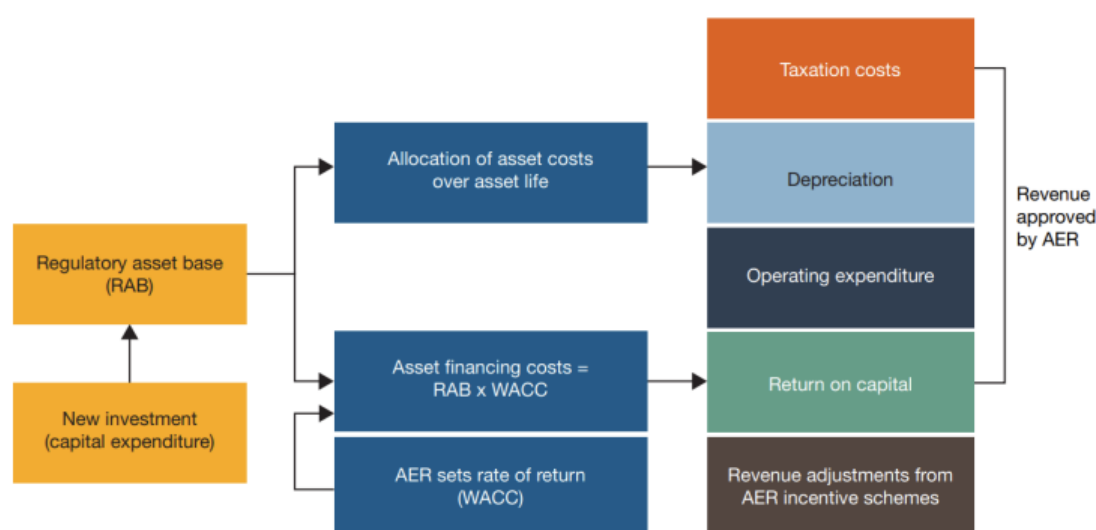 Regulatory asset base
(RAB)
New investment
(capital expenditure)
Allocation of asset costs
over asset life
Asset financing costs =
RAB x WACC
AER sets rate of return
(WACC)
Taxation costs
Depreciation
Operating expenditure
Return on capital
Revenue adjustments from
AER incentive schemes
Revenue
approved
by AER